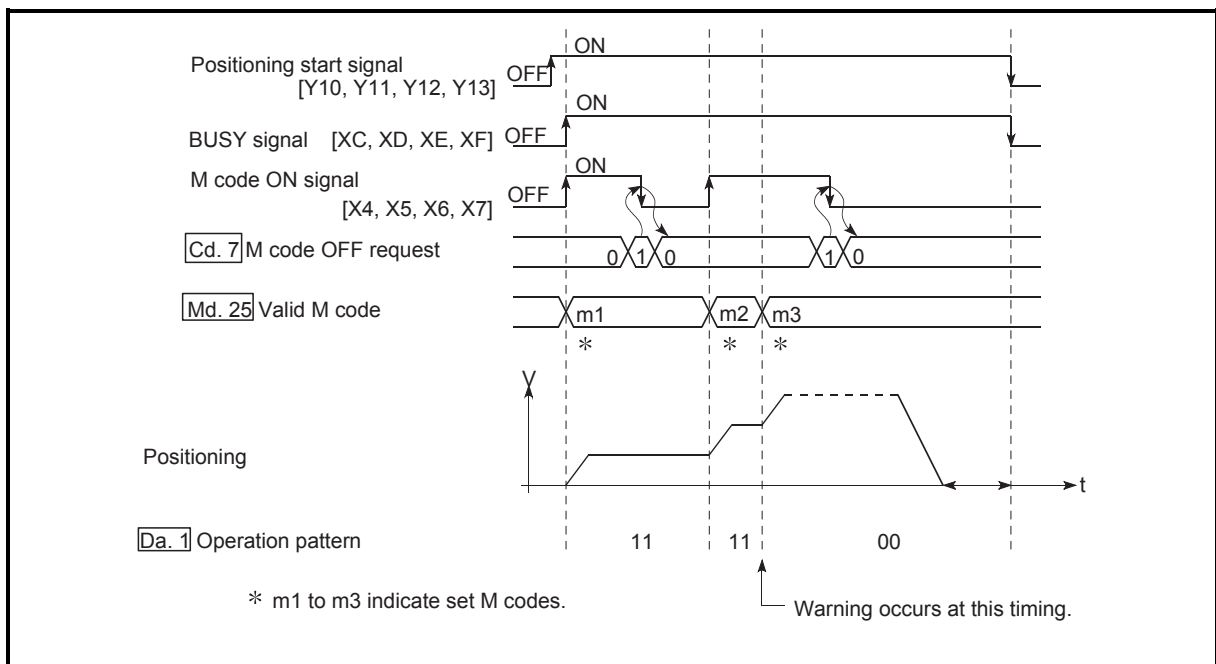 ON
Positioning start signal
OFF
[Y10, Y11, Y12, Y13]
ON
BUSY signal [XC, XD, XE, XF] OFF
ON
M code ON signal
OFF
[X4, X5, X6, X7]
Cd. 7 M code OFF request
0 1 0 1 0
Md. 25 Valid M code
m1 m2 m3
* * *
V
Positioning
t
Da. 1 Operation pattern
11 11 00
* m1 to m3 indicate set M codes.
Warning occurs at this timing.